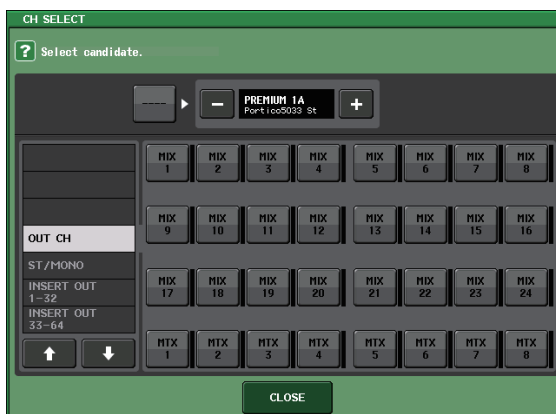 CH SELECT
? Select candidate.
----
− PREMIUM 1A +
Portico5033 St
MIX 1 MIX 2 MIX 3 MIX 4 MIX 5 MIX 6 MIX 7 MIX 8
MIX 9 MIX 10 MIX 11 MIX 12 MIX 13 MIX 14 MIX 15 MIX 16
OUT CH
ST/MONO
INSERT OUT
1-32
INSERT OUT
33-64
MIX 17 MIX 18 MIX 19 MIX 20 MIX 21 MIX 22 MIX 23 MIX 24
MTX 1 MTX 2 MTX 3 MTX 4 MTX 5 MTX 6 MTX 7 MTX 8
CLOSE